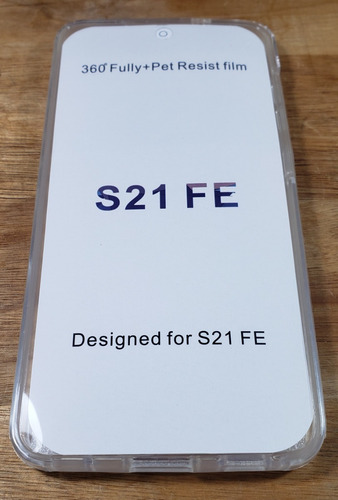 360° Fully+Pet Resist film
S21 FE
Designed for S21 FE